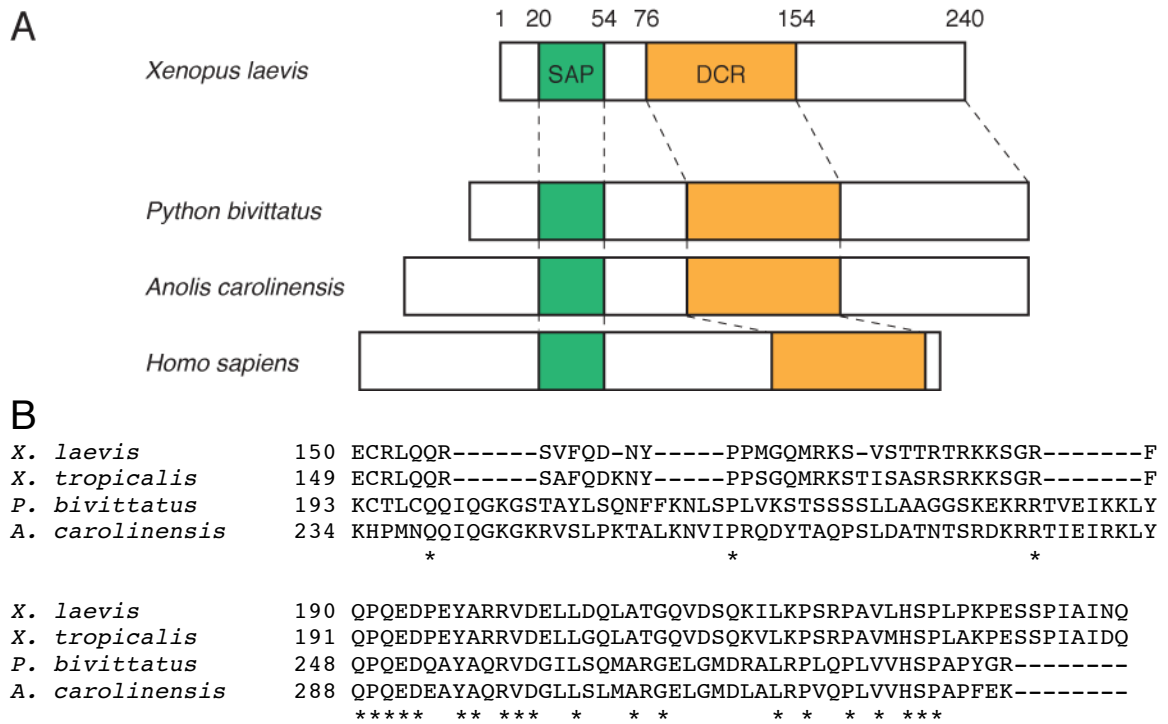 A
1 20 54 76 154 240
Xenopus laevis
SAP DCR
Python bivittatus
Anolis carolinensis
Homo sapiens
B
X. laevis 150 ECRLQQR------SVFQD-NY-----PPMGQMRKS-VSTTRTRKKSGR-------F
X. tropicalis 149 ECRLQQR------SAFQDKNY-----PPSGQMRKSTISASRSRKKSGR-------F
P. bivittatus 193 KCTLCQQIQGKGSTAYLSQNFFKNLSPLVKSTSSSSLLAAGGSKEKRRTVEIKKLY
A. carolinensis 234 KHPMNQQIQGKGKRVSLPKTALKNVIPRQDYTAQPSLDATNTSRDKRRTIEIRKLY
* * *
X. laevis 190 QPQEDPEYARRVDELLDQLATGQVDSQKILKPSRPAVLHSPLPKPESSPIAINQ
X. tropicalis 191 QPQEDPEYARRVDELLGQLATGQVDSQKVLKPSRPAVMHSPLAKPESSPIAIDQ
P. bivittatus 248 QPQEDQAYAQRVDGILSQMARGELGMDRALRPLQPLVVHSPAPYGR--------
A. carolinensis 288 QPQEDEAYAQRVDGLLSLMARGELGMDLALRPVQPLVVHSPAPFEK--------
***** ** *** * * * * * * * ***